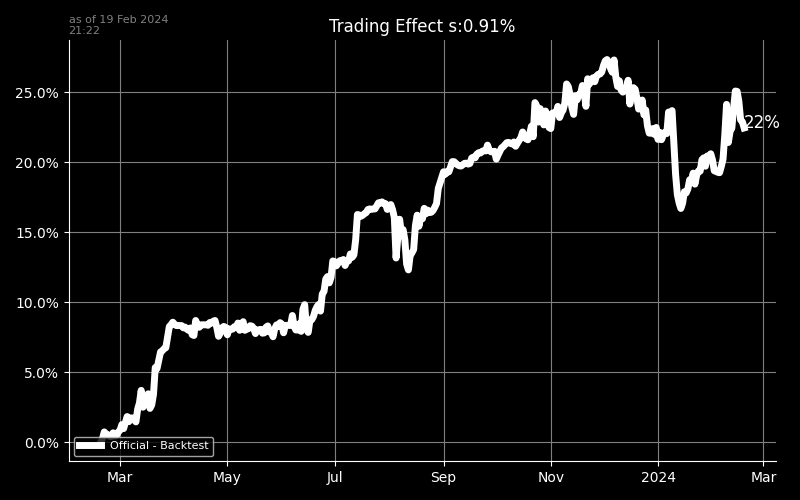 as of 19 Feb 2024
21:22
Trading Effect s:0.91%
25.0%
20.0%
15.0%
10.0%
5.0%
0.0%
22%
Official - Backtest
Mar
May
Jul
Sep
Nov
2024
Mar